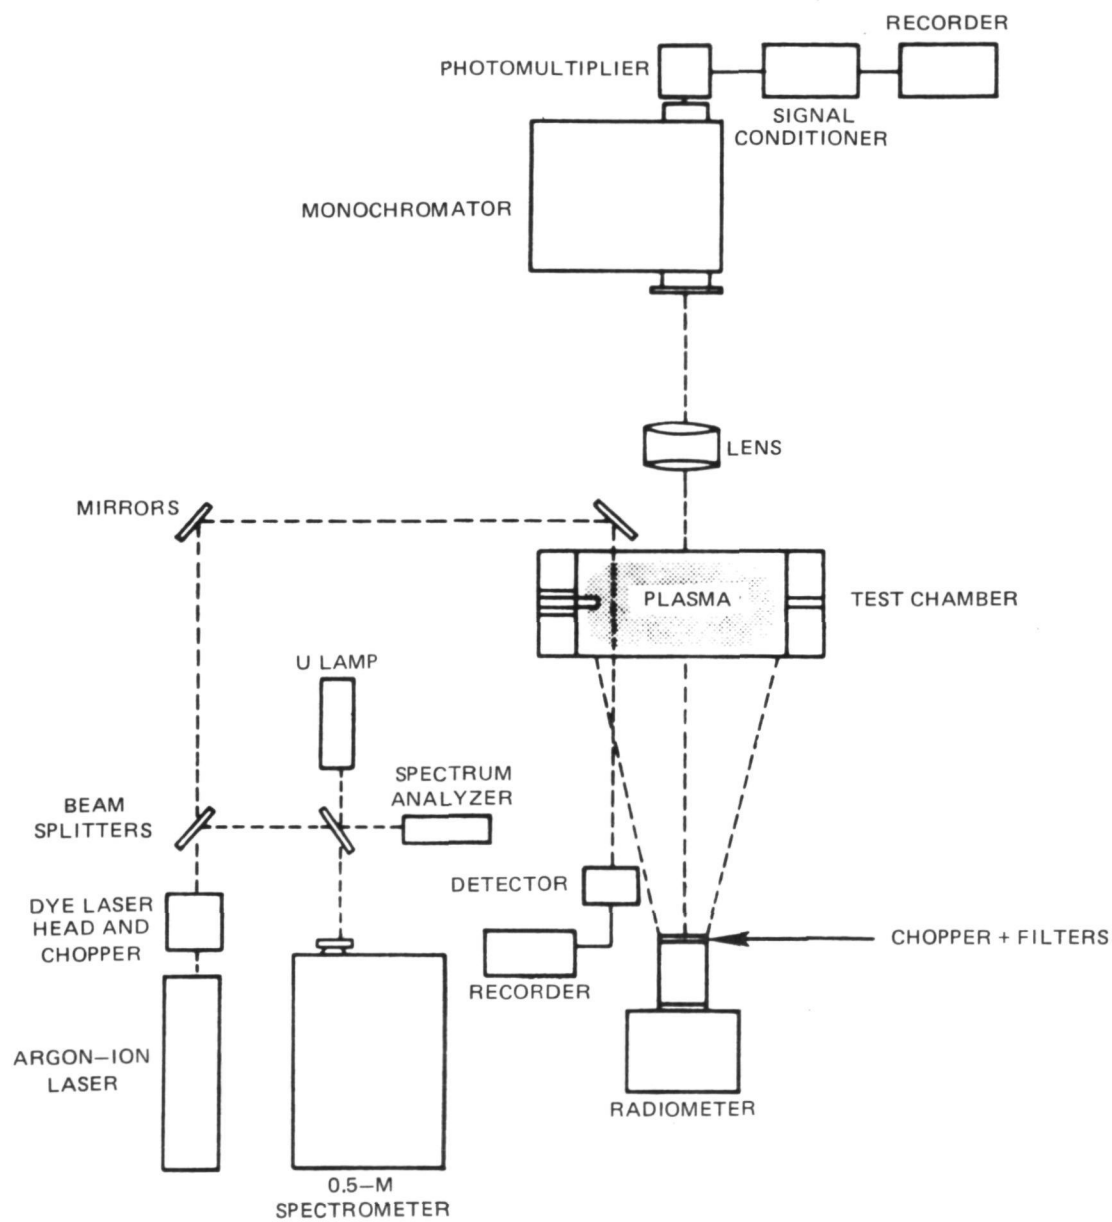 RECORDER
PHOTOMULTIPLIER
SIGNAL
CONDITIONER
MONOCHROMATOR
LENS
MIRRORS
PLASMA
TEST CHAMBER
U LAMP
SPECTRUM
ANALYZER
BEAM
SPLITTERS
DETECTOR
DYE LASER
HEAD AND
CHOPPER
CHOPPER + FILTERS
RECORDER
ARGON–ION
LASER
RADIOMETER
0.5–M
SPECTROMETER